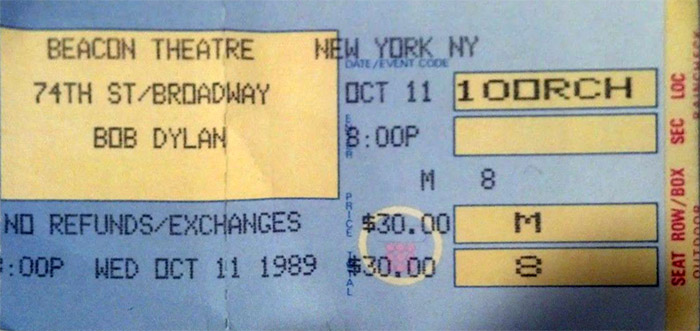 BEACON THEATRE NEW YORK NY
DATE/EVENT CODE
74TH ST/BROADWAY OCT 11 100RCH
BOB DYLAN 8:00P
M 8
NO REFUNDS/EXCHANGES $30.00 M
:00P WED OCT 11 1989 $30.00 8
PRICE
LOC
SEC
SEAT ROW/BOX